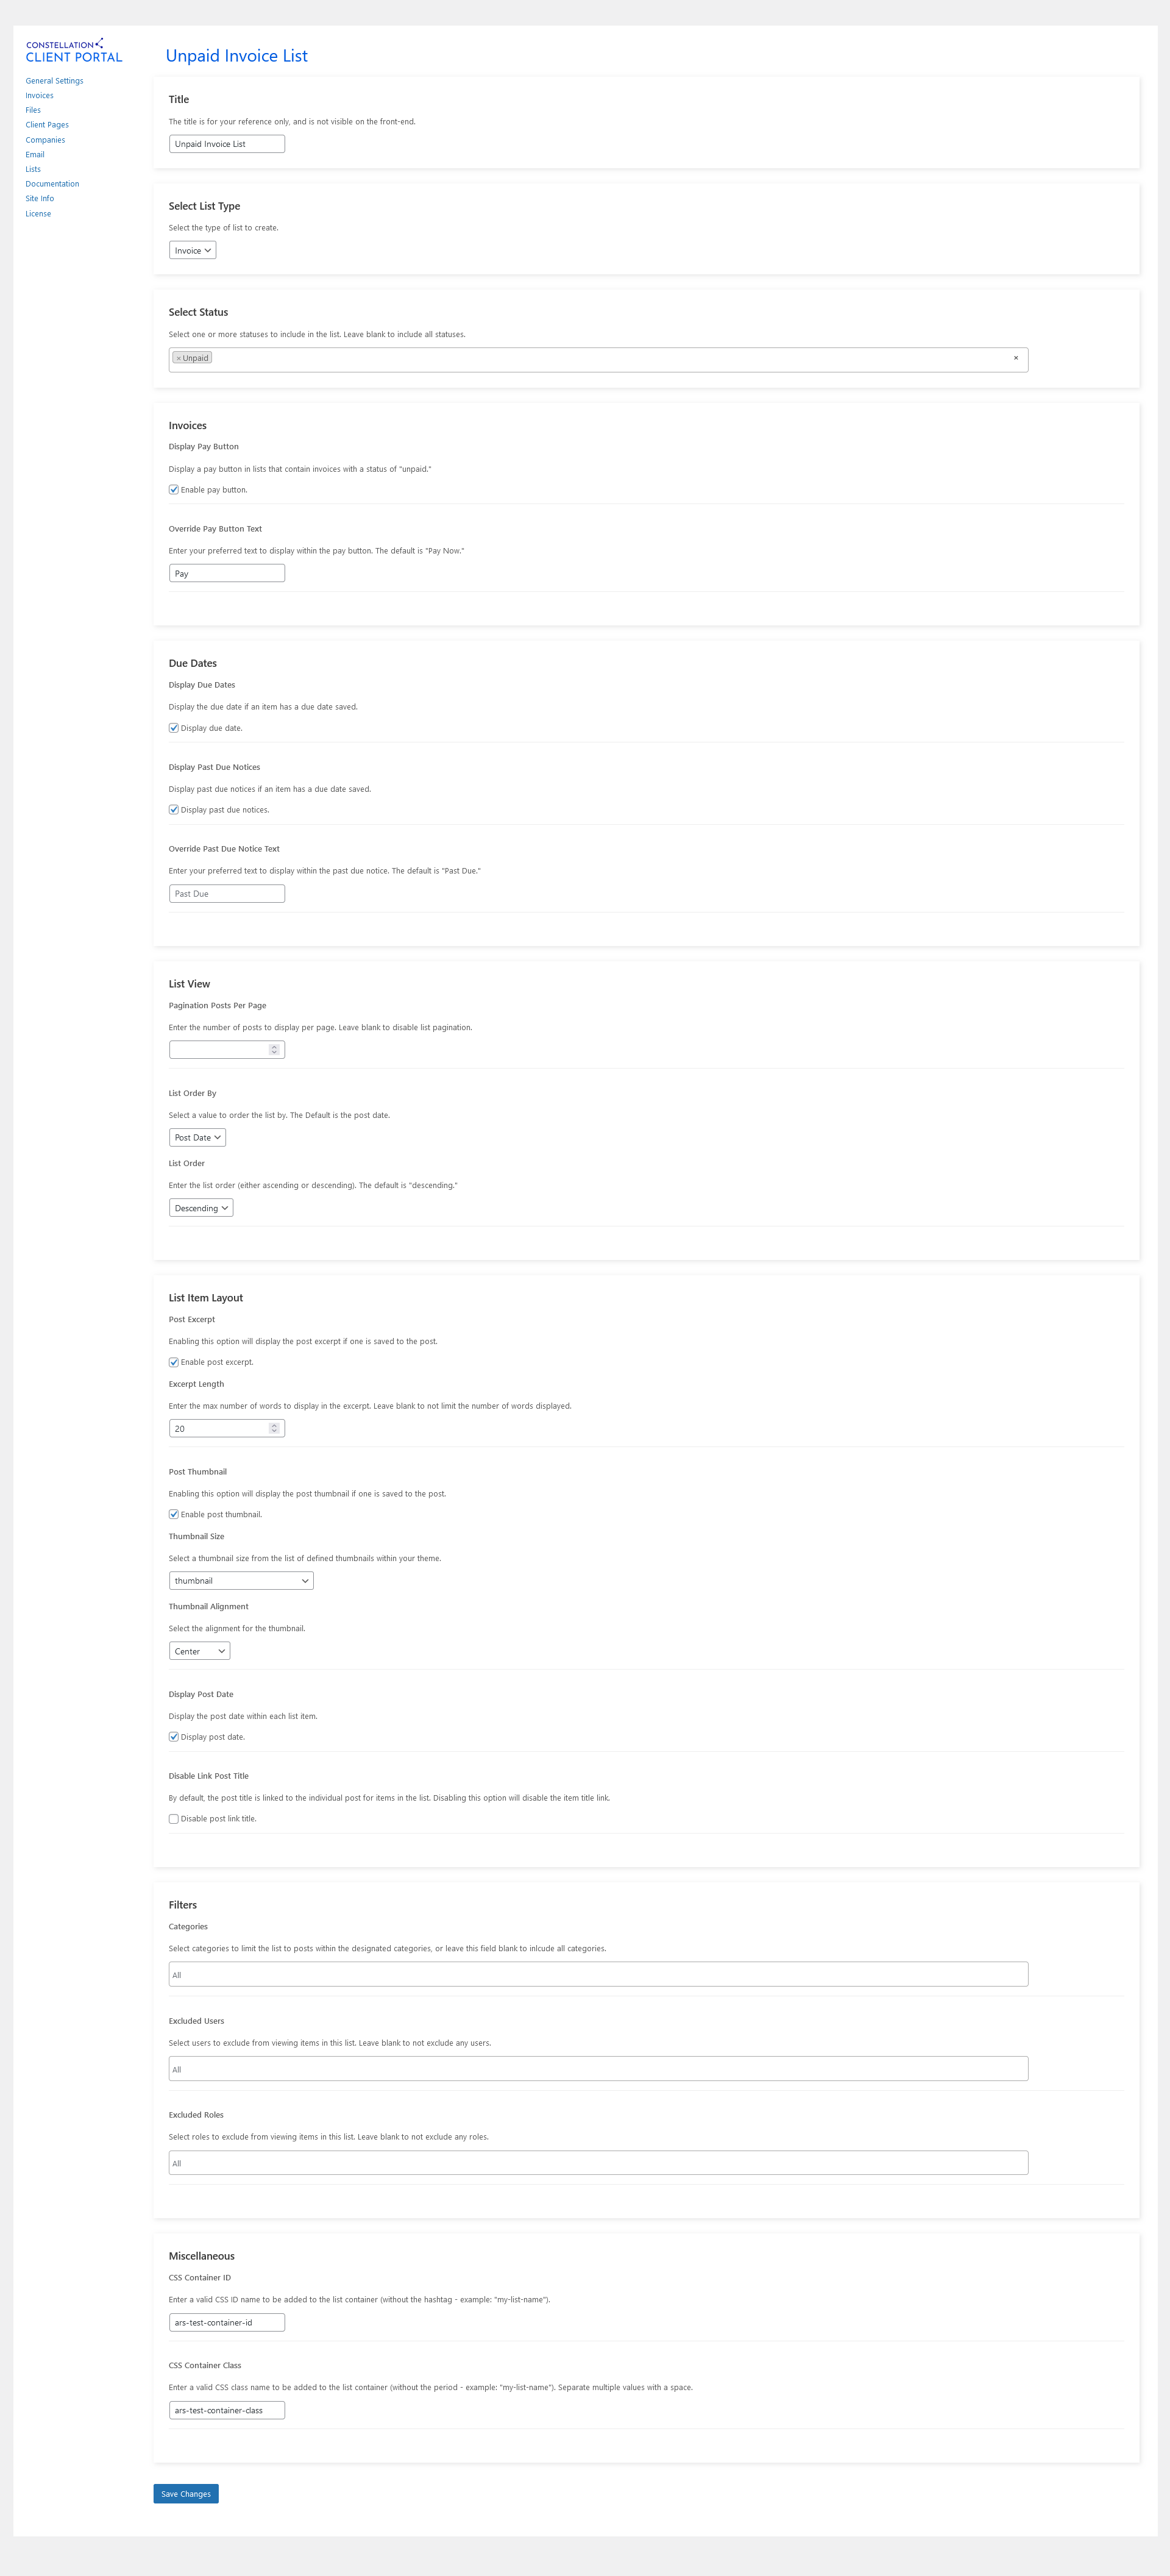 CONSTELLATION
CLIENT PORTAL
General Settings
Invoices
Files
Client Pages
Companies
Email
Lists
Documentation
Site Info
License
Unpaid Invoice List
Title
The title is for your reference only, and is not visible on the front-end.
Unpaid Invoice List
Select List Type
Select the type of list to create.
Invoice
Select Status
Select one or more statuses to include in the list. Leave blank to include all statuses.
× Unpaid ×
Invoices
Display Pay Button
Display a pay button in lists that contain invoices with a status of "unpaid."
Enable pay button.
Override Pay Button Text
Enter your preferred text to display within the pay button. The default is "Pay Now."
Pay
Due Dates
Display Due Dates
Display the due date if an item has a due date saved.
Display due date.
Display Past Due Notices
Display past due notices if an item has a due date saved.
Display past due notices.
Override Past Due Notice Text
Enter your preferred text to display within the past due notice. The default is "Past Due."
Past Due
List View
Pagination Posts Per Page
Enter the number of posts to display per page. Leave blank to disable list pagination.
List Order By
Select a value to order the list by. The Default is the post date.
Post Date
List Order
Enter the list order (either ascending or descending). The default is "descending."
Descending
List Item Layout
Post Excerpt
Enabling this option will display the post excerpt if one is saved to the post.
Enable post excerpt.
Excerpt Length
Enter the max number of words to display in the excerpt. Leave blank to not limit the number of words displayed.
20
Post Thumbnail
Enabling this option will display the post thumbnail if one is saved to the post.
Enable post thumbnail.
Thumbnail Size
Select a thumbnail size from the list of defined thumbnails within your theme.
thumbnail
Thumbnail Alignment
Select the alignment for the thumbnail.
Center
Display Post Date
Display the post date within each list item.
Display post date.
Disable Link Post Title
By default, the post title is linked to the individual post for items in the list. Disabling this option will disable the item title link.
Disable post link title.
Filters
Categories
Select categories to limit the list to posts within the designated categories, or leave this field blank to inlcude all categories.
All
Excluded Users
Select users to exclude from viewing items in this list. Leave blank to not exclude any users.
All
Excluded Roles
Select roles to exclude from viewing items in this list. Leave blank to not exclude any roles.
All
Miscellaneous
CSS Container ID
Enter a valid CSS ID name to be added to the list container (without the hashtag - example: "my-list-name").
ars-test-container-id
CSS Container Class
Enter a valid CSS class name to be added to the list container (without the period - example: "my-list-name"). Separate multiple values with a space.
ars-test-container-class
Save Changes